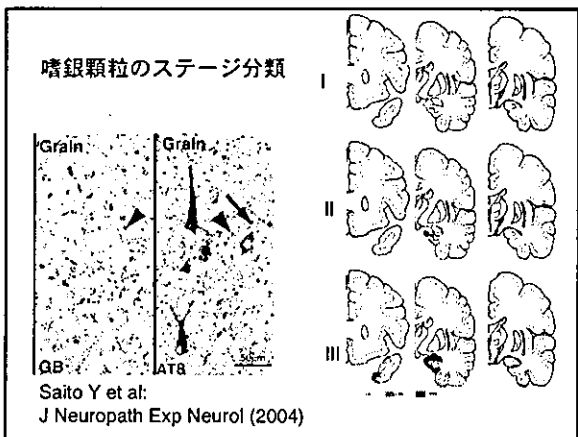 嗜銀顆粒のステージ分類
Grain
Grain
GB
AT8
I
II
III
Saito Y et al:
J Neuropath Exp Neurol (2004)